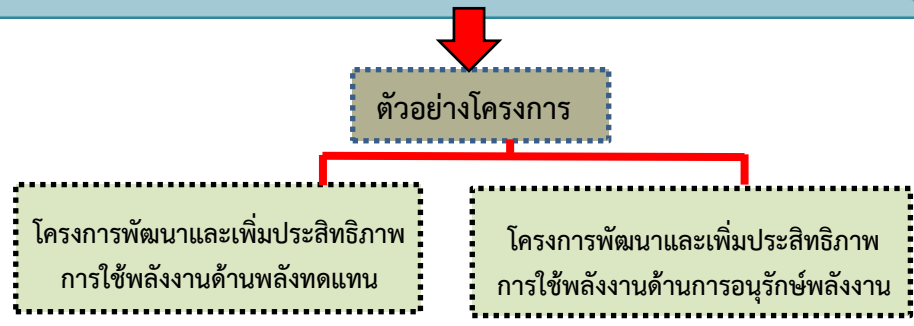 ตัวอย่างโครงการ
โครงการพัฒนาและเพิ่มประสิทธิภาพ
การใช้พลังงานด้านพลังทดแทน
โครงการพัฒนาและเพิ่มประสิทธิภาพ
การใช้พลังงานด้านการอนุรักษ์พลังงาน